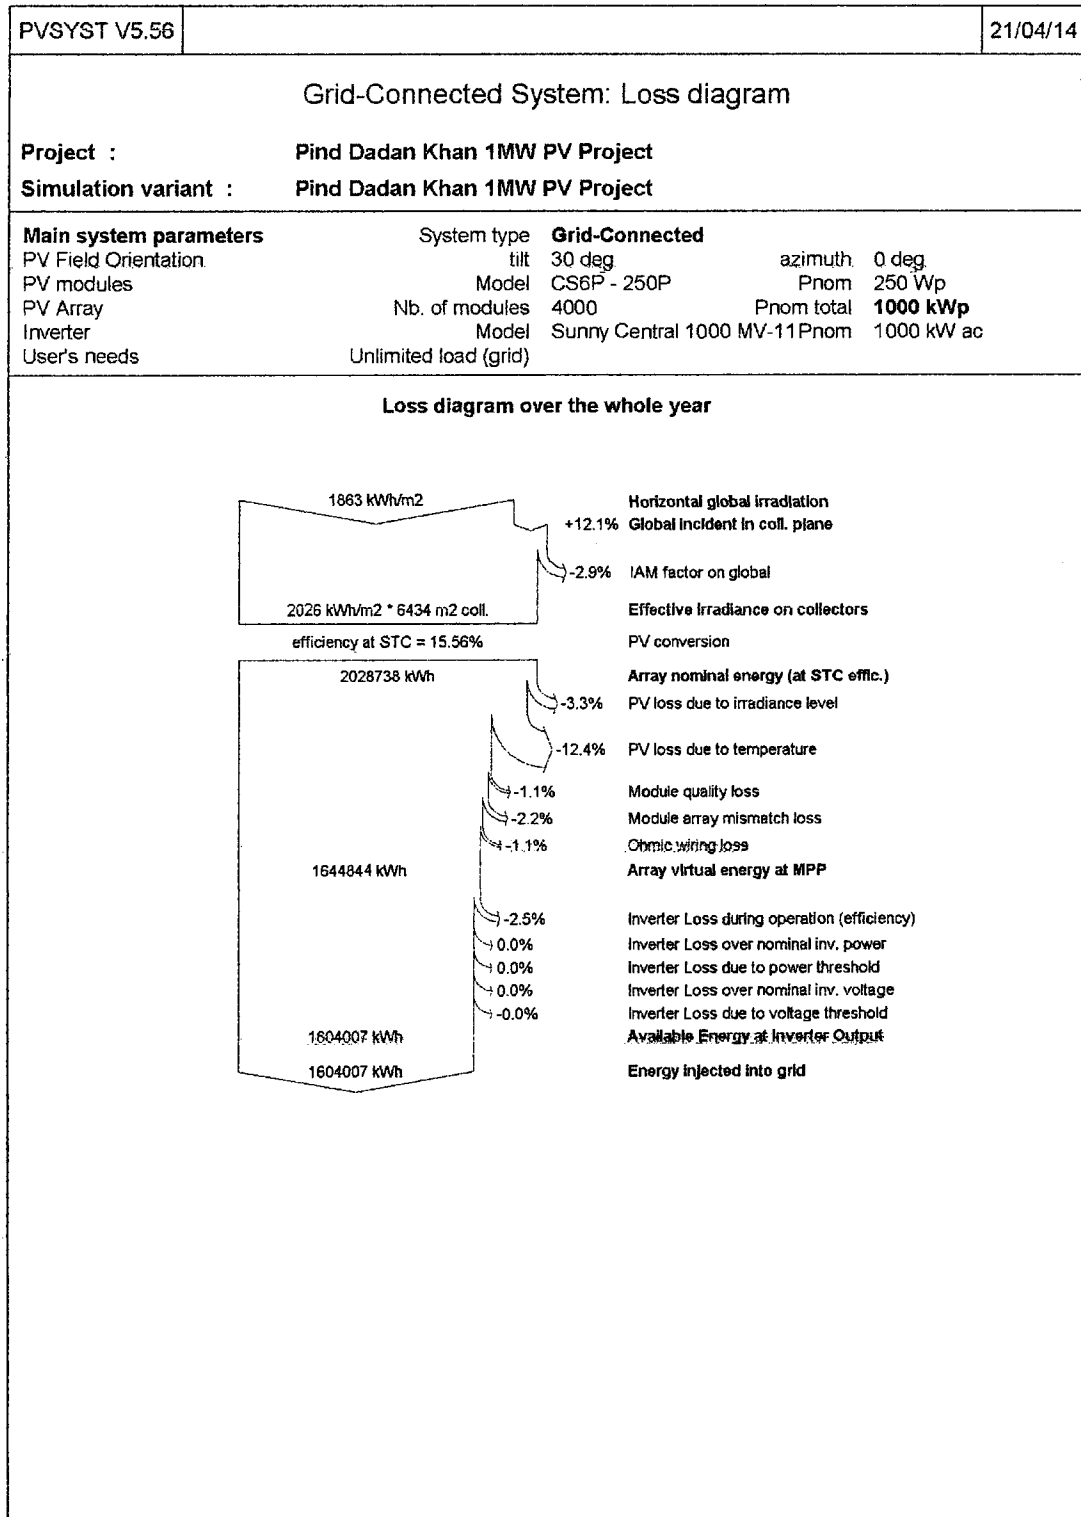 PVSYST V5.56 21/04/14
Grid-Connected System: Loss diagram
Project : Pind Dadan Khan 1MW PV Project
Simulation variant : Pind Dadan Khan 1MW PV Project
Main system parameters System type Grid-Connected
PV Field Orientation tilt 30 deg azimuth 0 deg
PV modules Model CS6P - 250P Pnom 250 Wp
PV Array Nb. of modules 4000 Pnom total 1000 kWp
Inverter Model Sunny Central 1000 MV-11 Pnom 1000 kW ac
User's needs Unlimited load (grid)
Loss diagram over the whole year
1863 kWh/m2 Horizontal global irradiation
+12.1% Global incident in coll. plane
-2.9% IAM factor on global
2026 kWh/m2 * 6434 m2 coll. Effective irradiance on collectors
efficiency at STC = 15.56% PV conversion
2028738 kWh Array nominal energy (at STC effic.)
-3.3% PV loss due to irradiance level
-12.4% PV loss due to temperature
-1.1% Module quality loss
-2.2% Module array mismatch loss
-1.1% Ohmic wiring loss
1644844 kWh Array virtual energy at MPP
-2.5% Inverter Loss during operation (efficiency)
0.0% Inverter Loss over nominal inv. power
0.0% Inverter Loss due to power threshold
0.0% Inverter Loss over nominal inv. voltage
-0.0% Inverter Loss due to voltage threshold
1604007 kWh Available Energy at Inverter Output
1604007 kWh Energy injected into grid